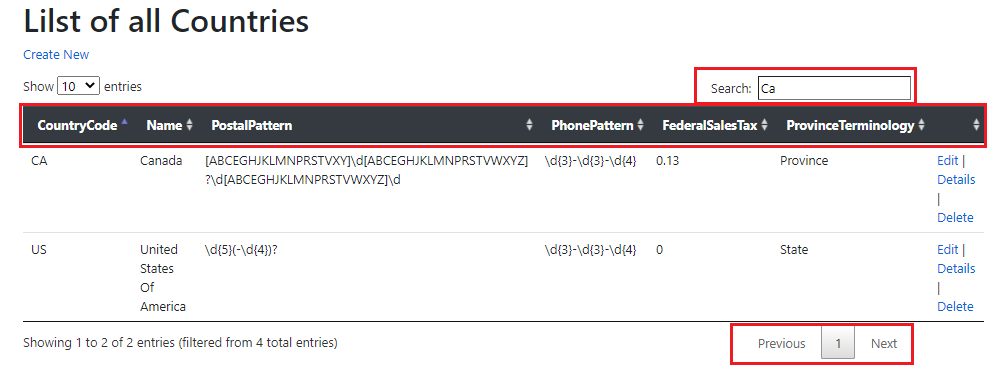 Lilst of all Countries
Create New
Show 10 entries
Search: Ca
CountryCode Name PostalPattern PhonePattern FederalSalesTax ProvinceTerminology
CA Canada [ABCEGHJKLMNPRSTVXY]\d[ABCEGHJKLMNPRSTVWXYZ] \d{3}-\d{3}-\d{4} 0.13 Province Edit |
?\d[ABCEGHJKLMNPRSTVWXYZ]\d Details
|
Delete
US United \d{5}(-\d{4})? \d{3}-\d{3}-\d{4} 0 State Edit |
States Details
Of |
America Delete
Showing 1 to 2 of 2 entries (filtered from 4 total entries)
Previous 1 Next